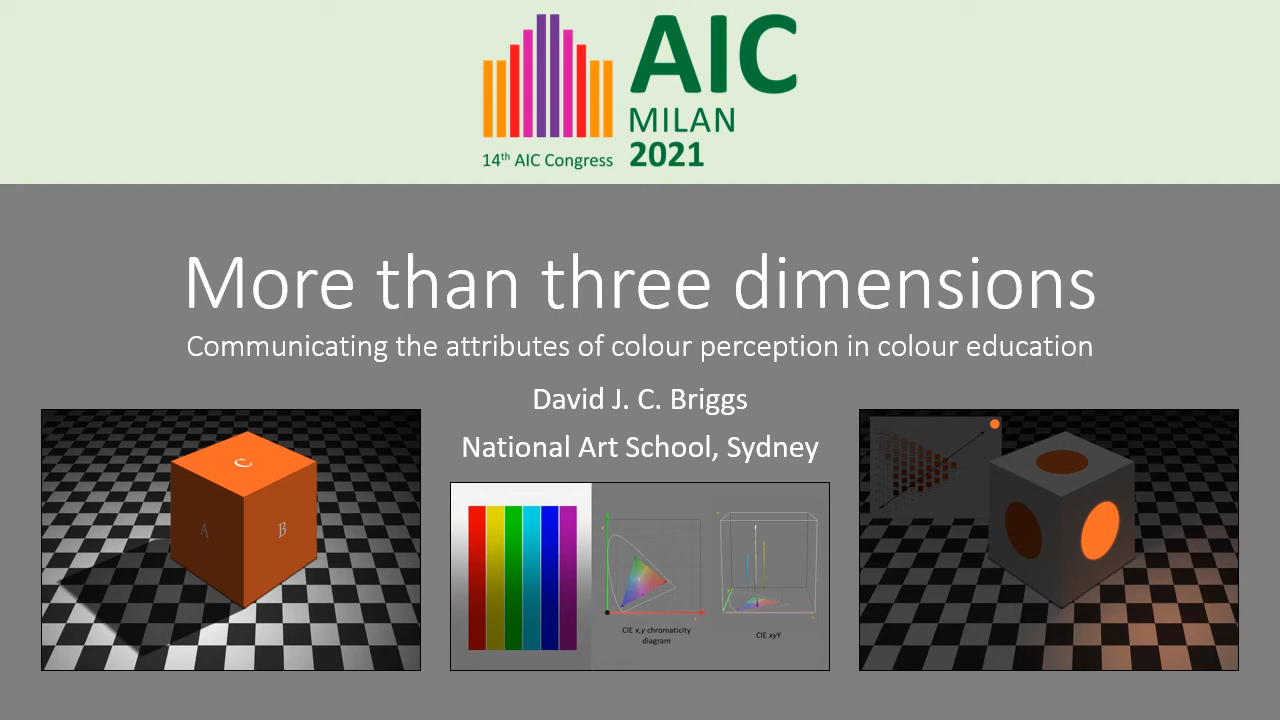 AIC
MILAN
14th AIC Congress
2021
More than three dimensions
Communicating the attributes of colour perception in colour education
David J. C. Briggs
National Art School, Sydney
C
A
B
CIE x,y chromaticity
diagram
CIE xyY